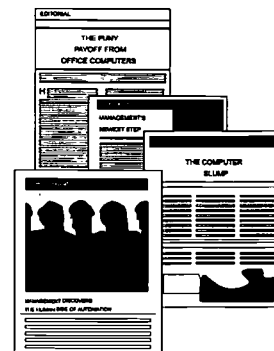 EDITORIAL
THE PUNY
PAYOFF FROM
OFFICE COMPUTERS
MANAGEMENT'S
NEWEST STEP
THE COMPUTER
SLUMP
MANAGEMENT DISCOVERS
THE HUMAN SIDE OF AUTOMATION